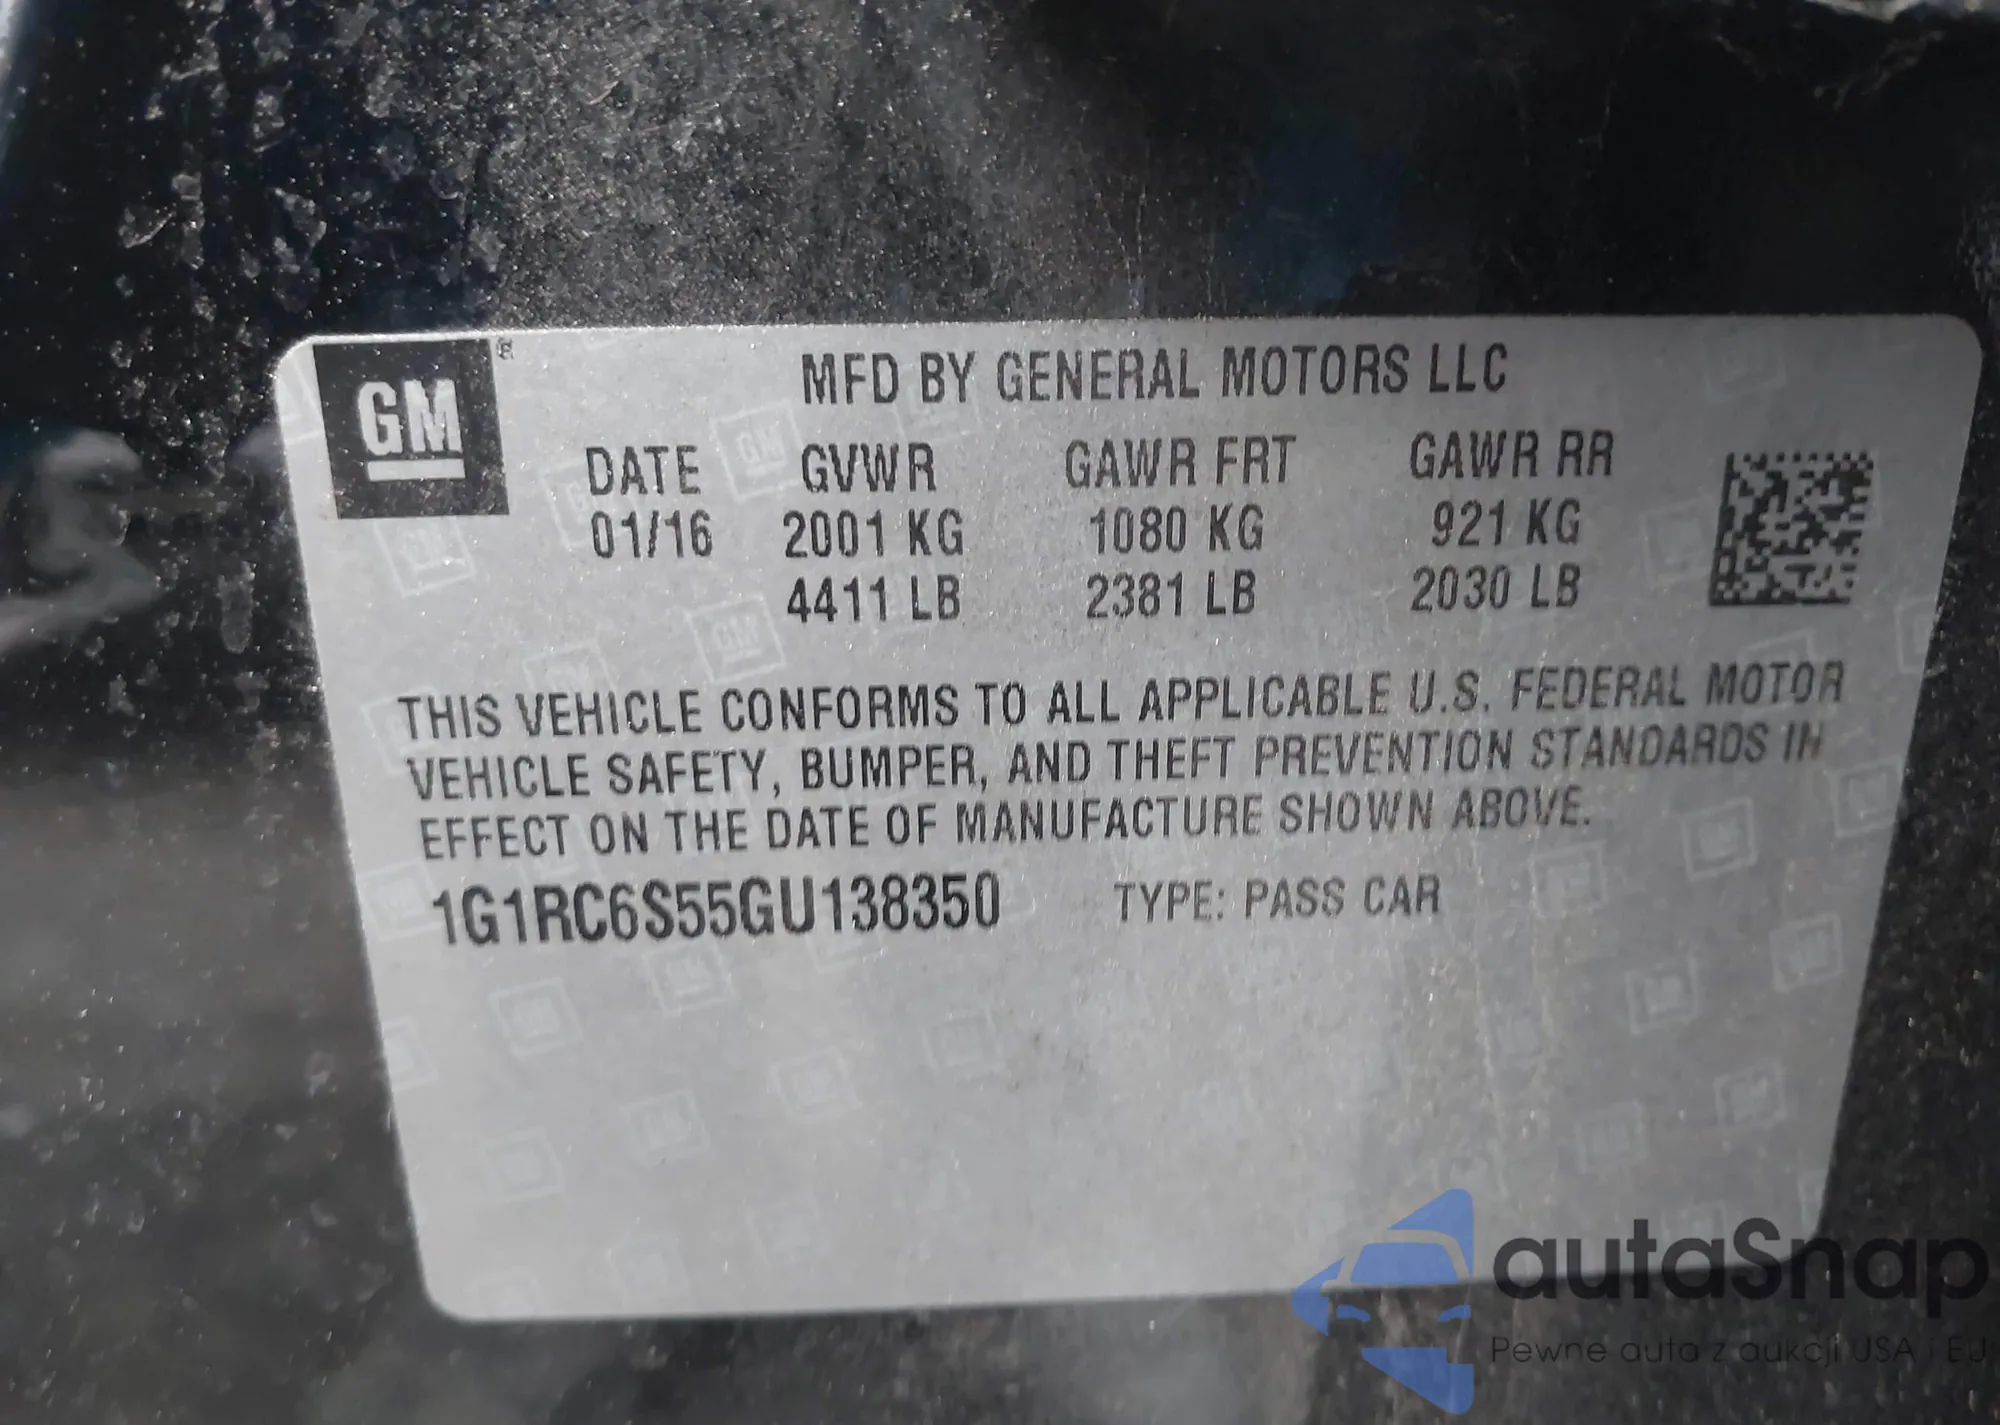 GM ®
MFD BY GENERAL MOTORS LLC
DATE GVWR GAWR FRT GAWR RR
01/16 2001 KG 1080 KG 921 KG
4411 LB 2381 LB 2030 LB
THIS VEHICLE CONFORMS TO ALL APPLICABLE U.S. FEDERAL MOTOR
VEHICLE SAFETY, BUMPER, AND THEFT PREVENTION STANDARDS IN
EFFECT ON THE DATE OF MANUFACTURE SHOWN ABOVE.
1G1RC6S55GU138350 TYPE: PASS CAR
autaSnap
Pewne auta z aukcji USA i EU